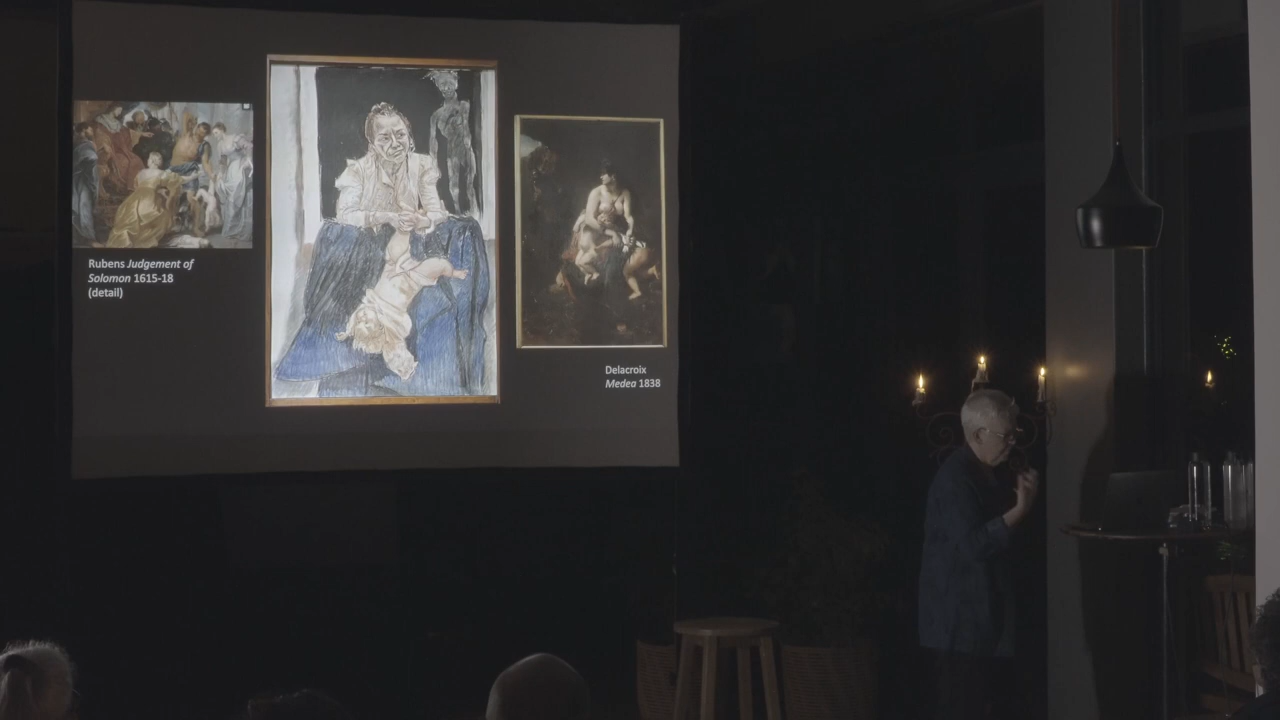 Rubens Judgement of
Solomon 1615-18
(detail)
Delacroix
Medea 1838